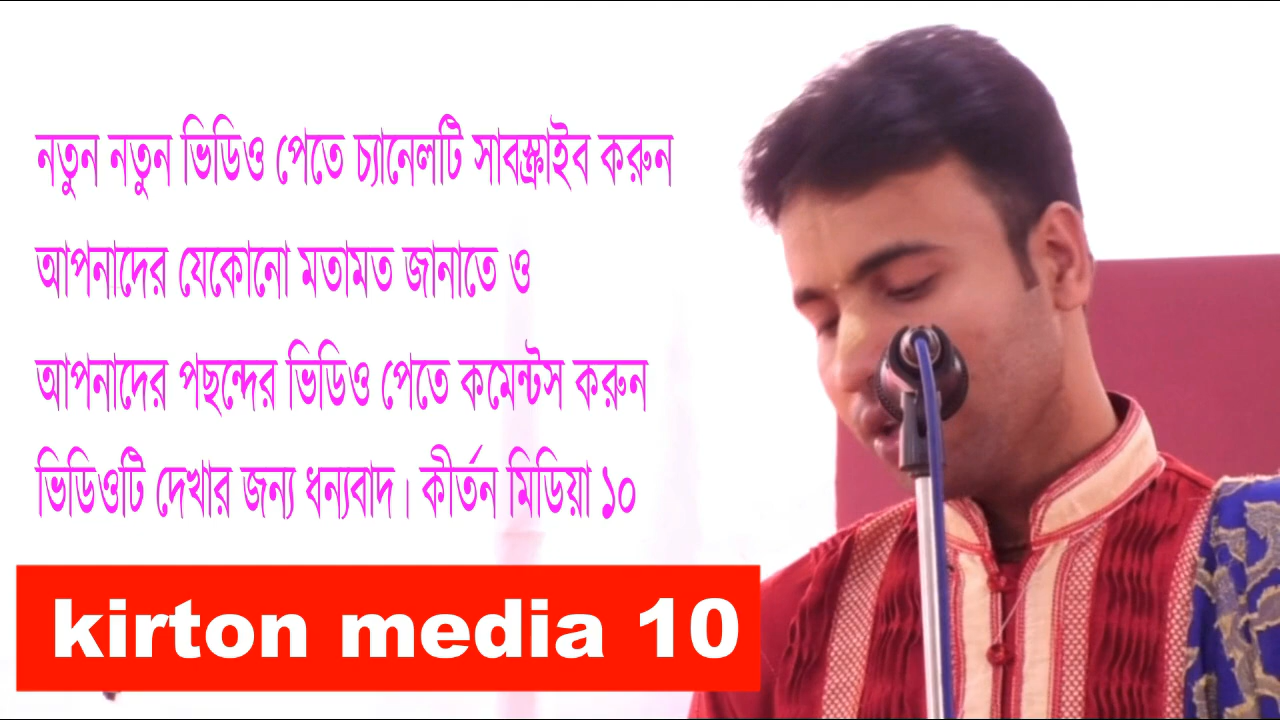 নতুন নতুন ভিডিও পেতে চ্যানেলটি সাবস্ক্রাইব করুন
আপনাদের যেকোনো মতামত জানাতে ও
আপনাদের পছন্দের ভিডিও পেতে কমেন্টস করুন
ভিডিওটি দেখার জন্য ধন্যবাদ। কীর্তন মিডিয়া ১০
kirton media 10